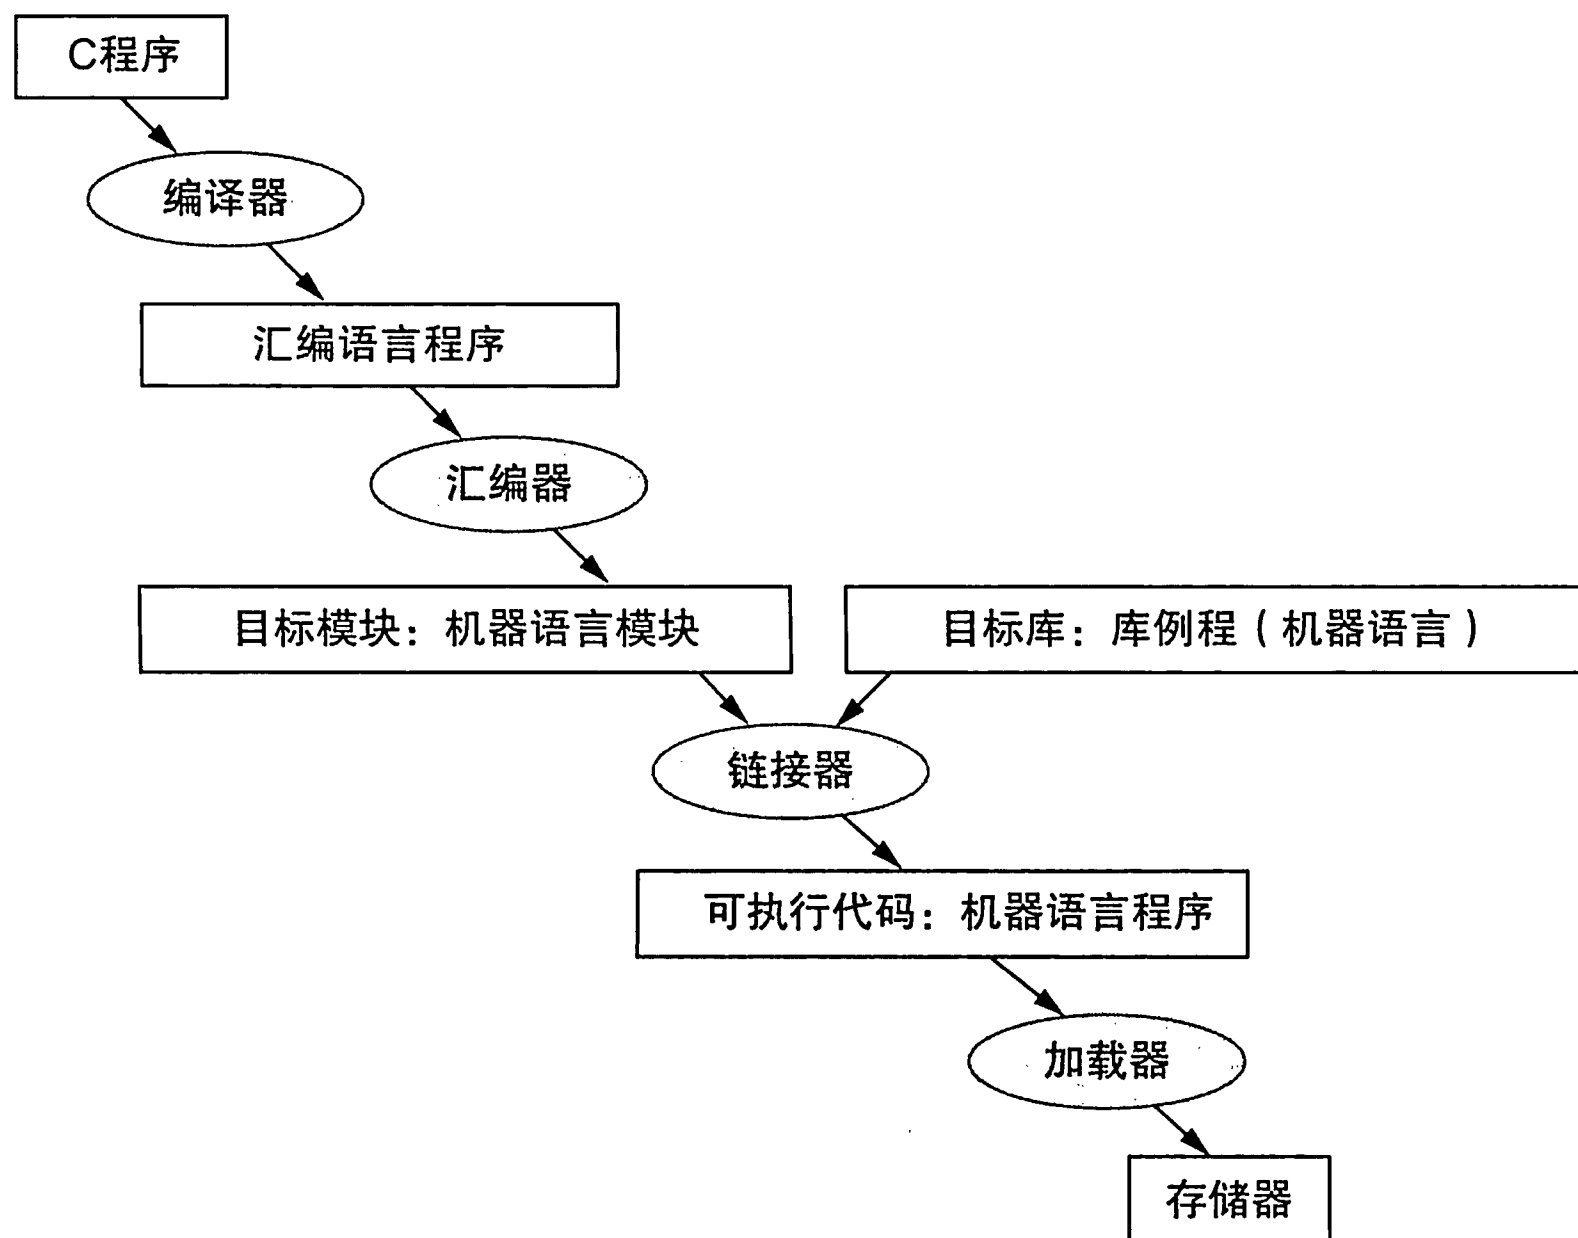 C程序
编译器
汇编语言程序
汇编器
目标模块：机器语言模块
目标库：库例程（机器语言）
链接器
可执行代码：机器语言程序
加载器
存储器